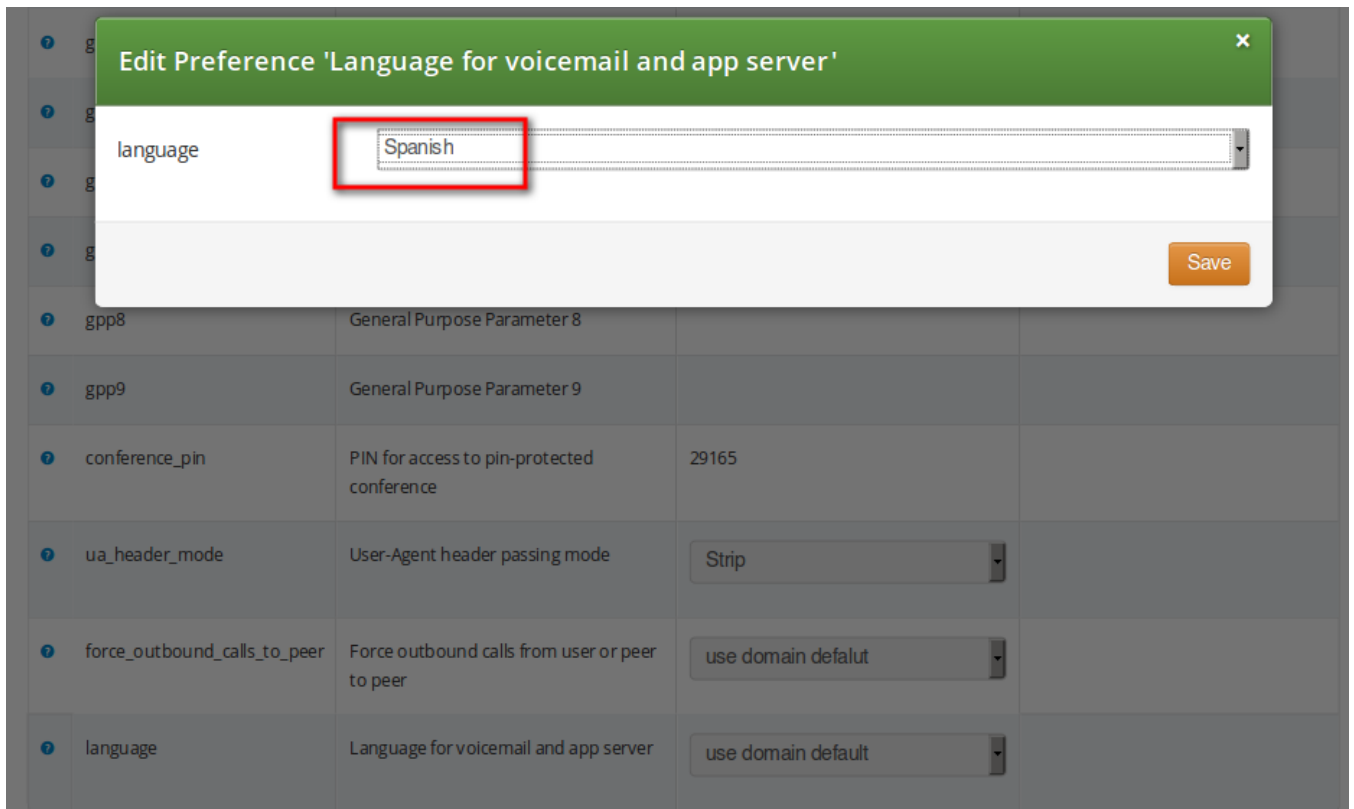 Edit Preference 'Language for voicemail and app server'
×
language
Spanish
Save
gpp8 General Purpose Parameter 8
gpp9 General Purpose Parameter 9
conference_pin PIN for access to pin-protected 29165
conference
ua_header_mode User-Agent header passing mode Strip
force_outbound_calls_to_peer Force outbound calls from user or peer use domain defalut
to peer
language Language for voicemail and app server use domain default